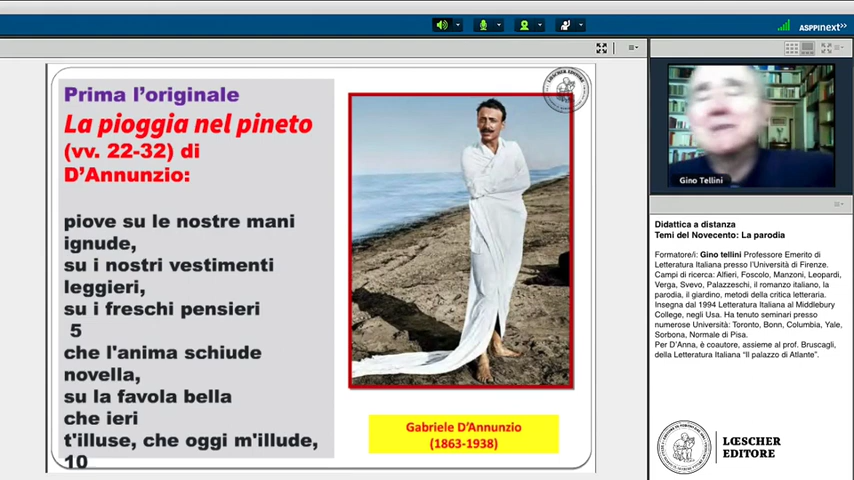 ASPPInext>>
Prima l'originale
La pioggia nel pineto
(vv. 22-32) di
D'Annunzio:
piove su le nostre mani
ignude,
su i nostri vestimenti
leggieri,
su i freschi pensieri
5
che l'anima schiude
novella,
su la favola bella
che ieri
t'illuse, che oggi m'illude,
10
LOESCHER EDITORE
Gabriele D'Annunzio
(1863-1938)
Gino Tellini
Didattica a distanza
Temi del Novecento: La parodia
Formatore/i: Gino tellini Professore Emerito di
Letteratura Italiana presso l'Università di Firenze.
Campi di ricerca: Alfieri, Foscolo, Manzoni, Leopardi,
Verga, Svevo, Palazzeschi, il romanzo italiano, la
parodia, il giardino, metodi della critica letteraria.
Insegna dal 1994 Letteratura Italiana al Middlebury
College, negli Usa. Ha tenuto seminari presso
numerose Università: Toronto, Bonn, Columbia, Yale,
Sorbona, Normale di Pisa.
Per D'Anna, è coautore, assieme al prof. Bruscagli,
della Letteratura Italiana "Il palazzo di Atlante".
LŒSCHER
EDITORE